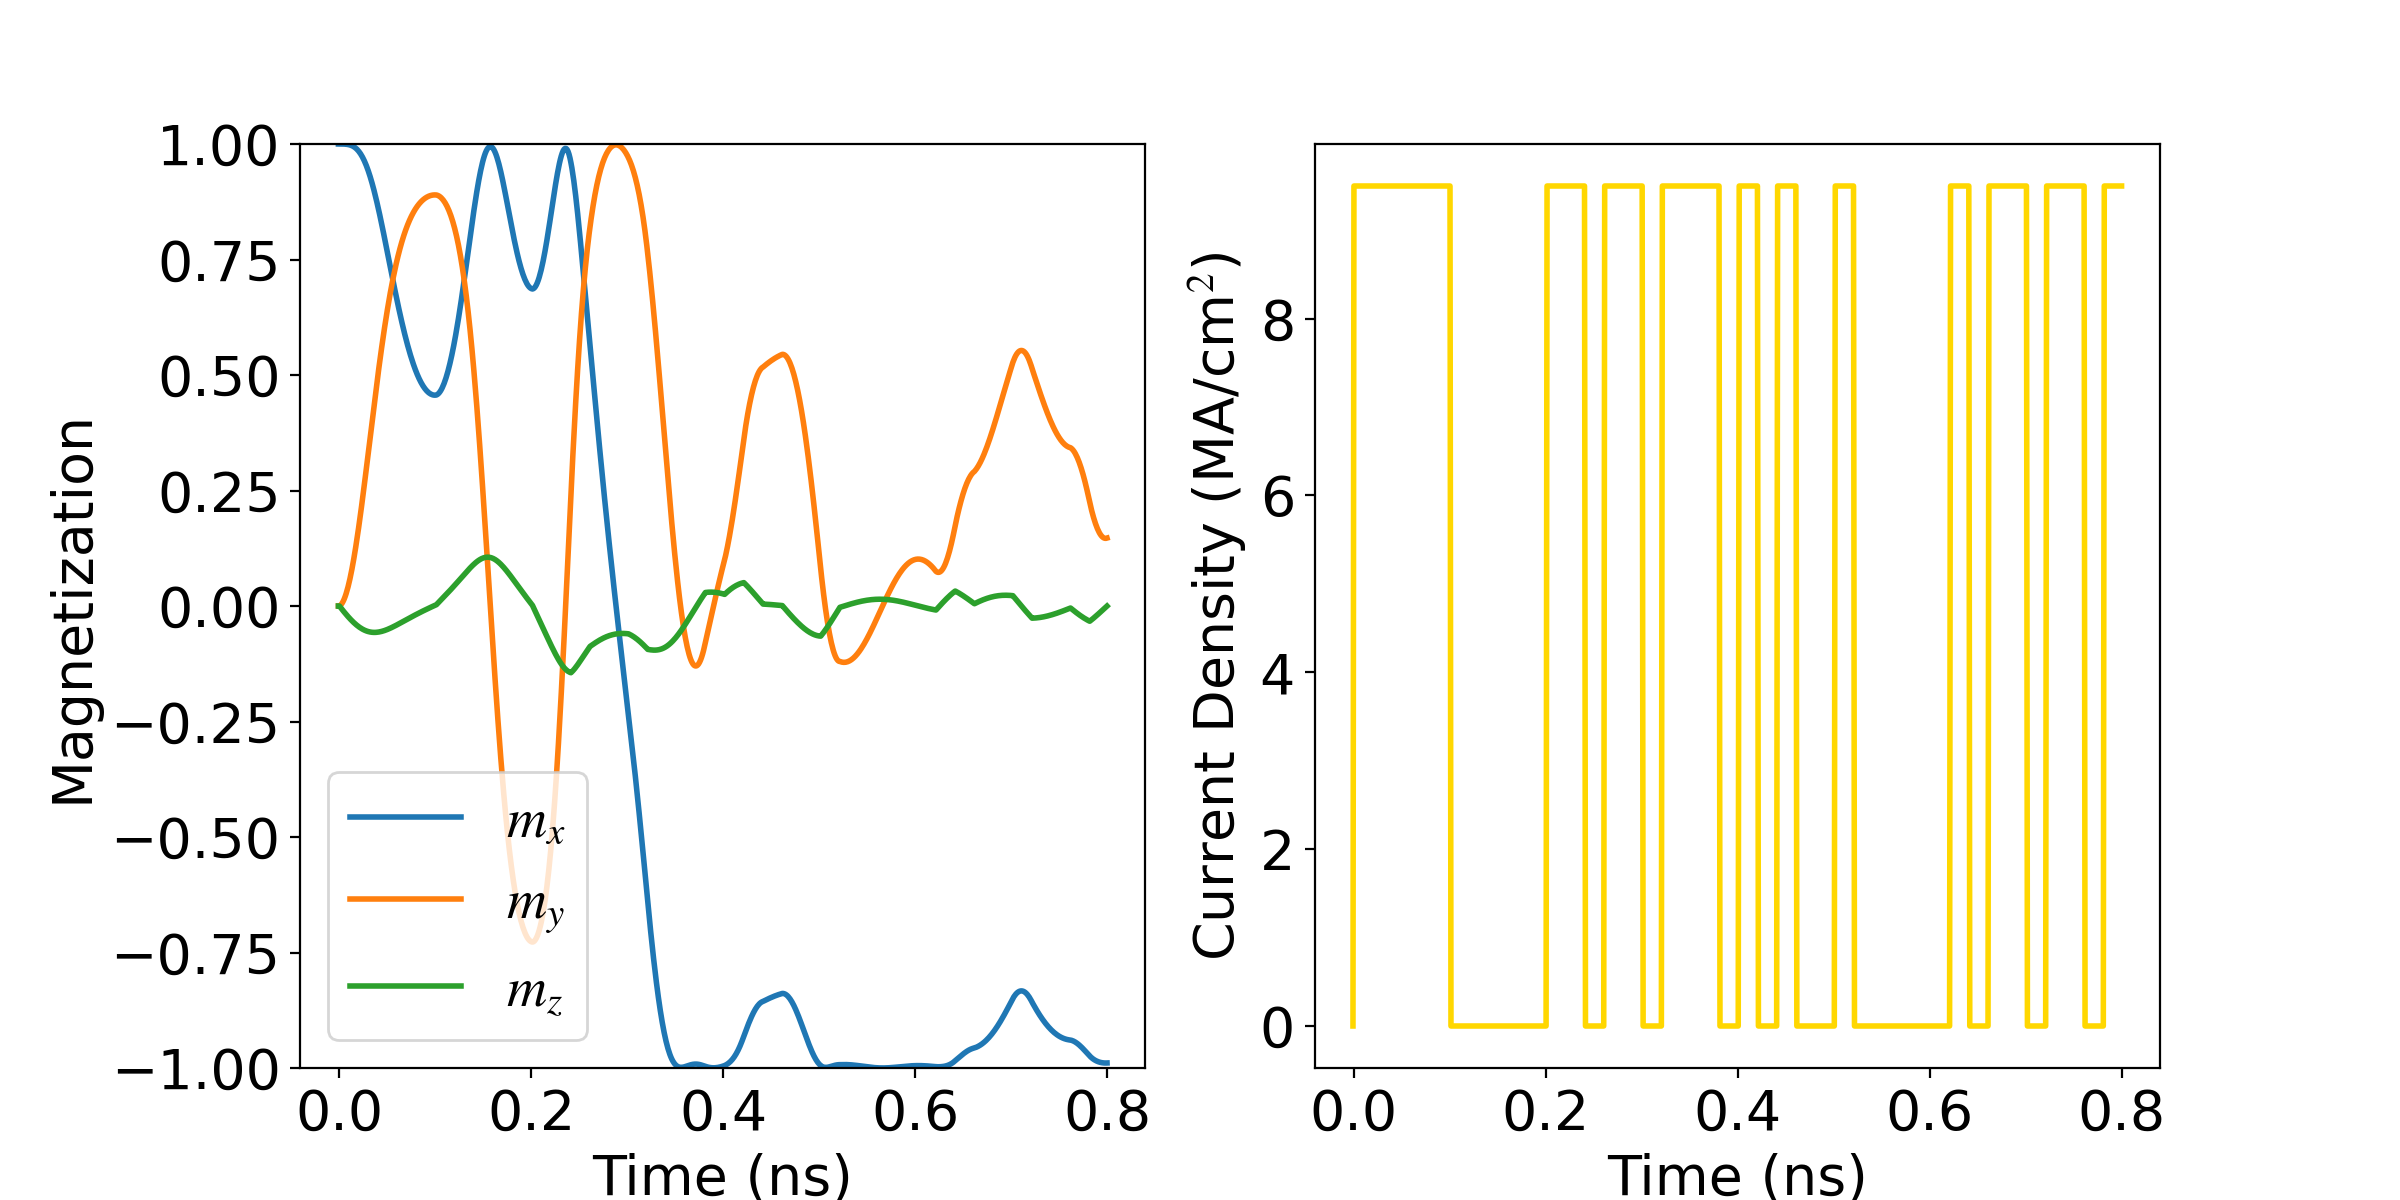 1.00
0.75
0.50
0.25
0.00
−0.25
−0.50
−0.75
−1.00
Magnetization
m_x
m_y
m_z
0.0 0.2 0.4 0.6 0.8
Time (ns)
8
6
4
2
0
Current Density (MA/cm²)
0.0 0.2 0.4 0.6 0.8
Time (ns)